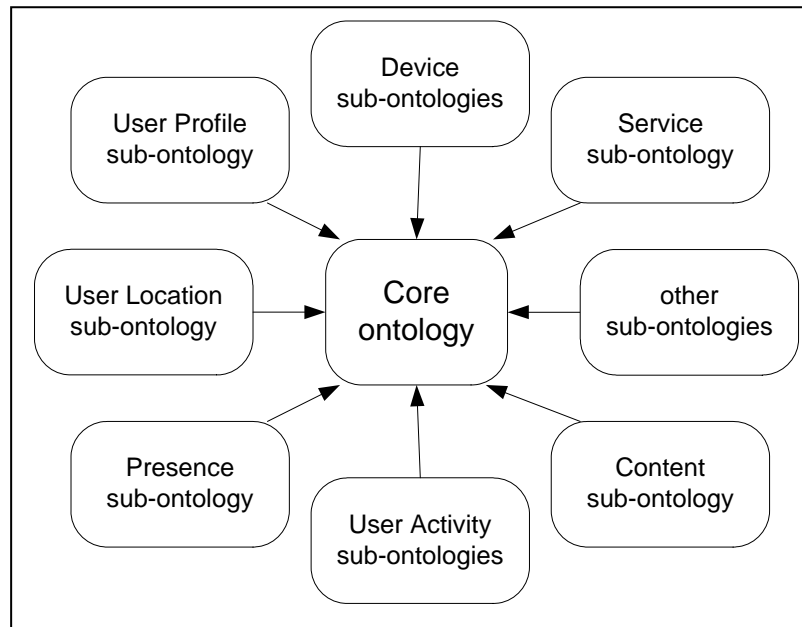 Device
sub-ontologies
User Profile
sub-ontology
Service
sub-ontology
Core
ontology
User Location
sub-ontology
other
sub-ontologies
Presence
sub-ontology
Content
sub-ontology
User Activity
sub-ontologies